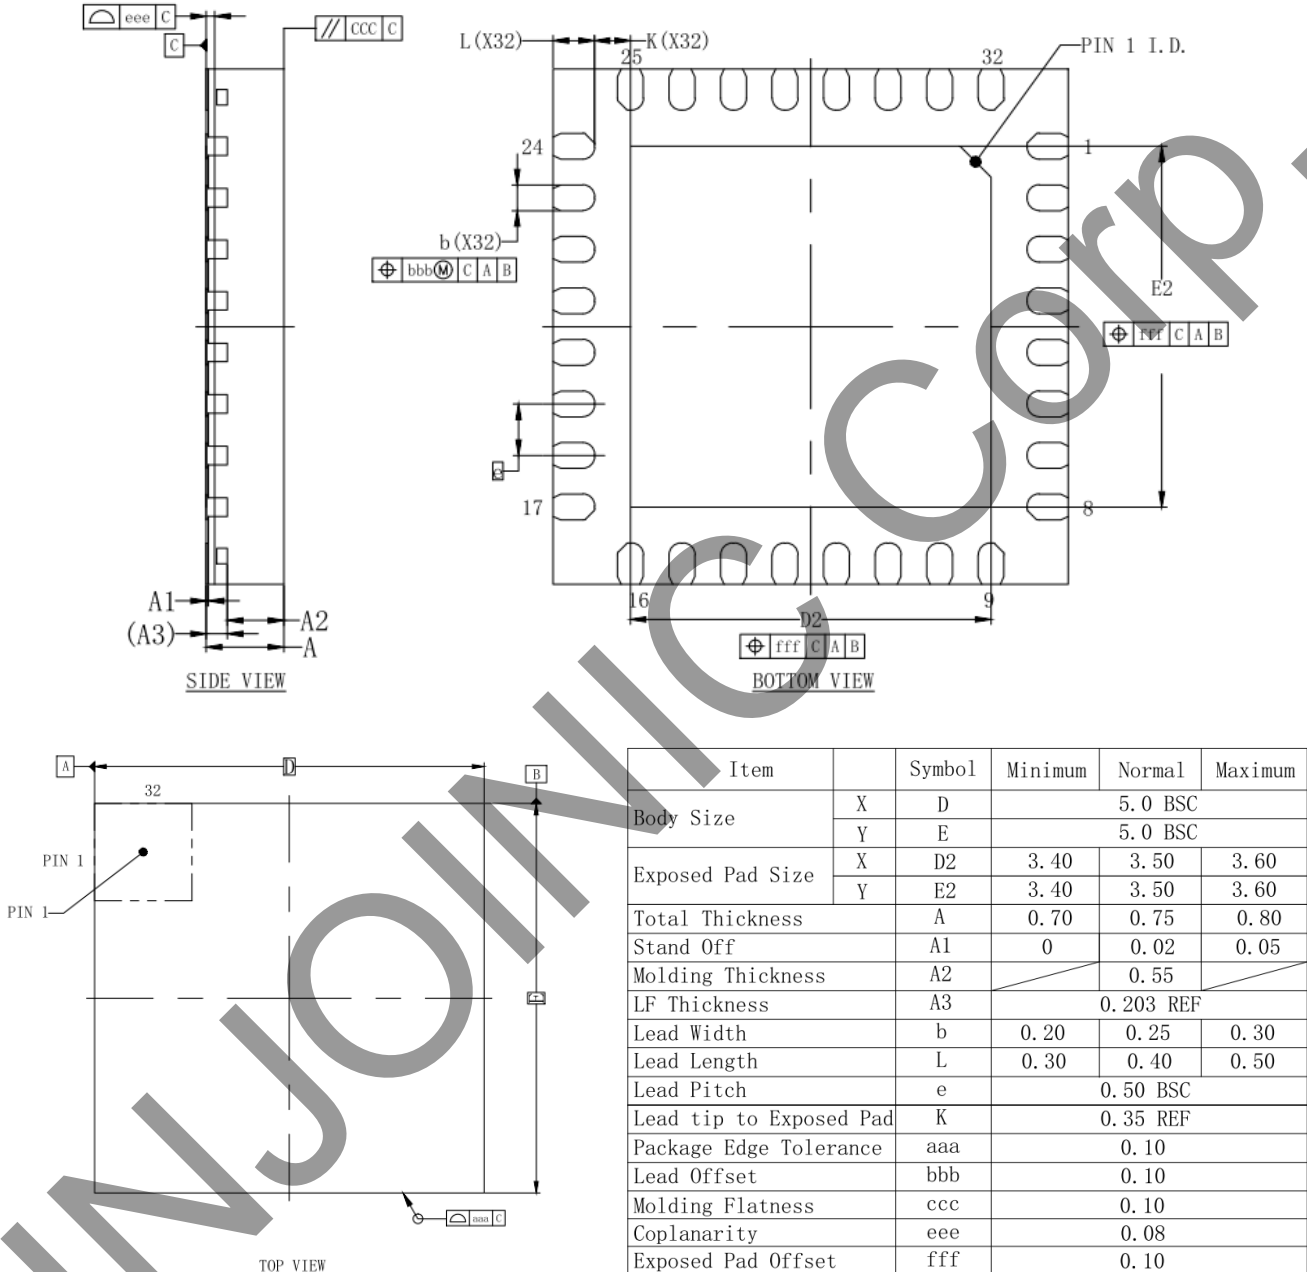 eee C
C
// CCC C
L(X32)
K(X32)
PIN 1 I.D.
25
32
24
1
b(X32)
bbb M C A B
E2
fff C A B
e
17
8
A1
(A3)
A2
A
16
9
D2
fff C A B
SIDE VIEW
BOTTOM VIEW
A
D
B
32
PIN 1
PIN 1
E
aaa C
TOP VIEW
Item Symbol Minimum Normal Maximum
Body Size X D 5.0 BSC
Y E 5.0 BSC
Exposed Pad Size X D2 3.40 3.50 3.60
Y E2 3.40 3.50 3.60
Total Thickness A 0.70 0.75 0.80
Stand Off A1 0 0.02 0.05
Molding Thickness A2 0.55
LF Thickness A3 0.203 REF
Lead Width b 0.20 0.25 0.30
Lead Length L 0.30 0.40 0.50
Lead Pitch e 0.50 BSC
Lead tip to Exposed Pad K 0.35 REF
Package Edge Tolerance aaa 0.10
Lead Offset bbb 0.10
Molding Flatness ccc 0.10
Coplanarity eee 0.08
Exposed Pad Offset fff 0.10
INJOINIC Corp.